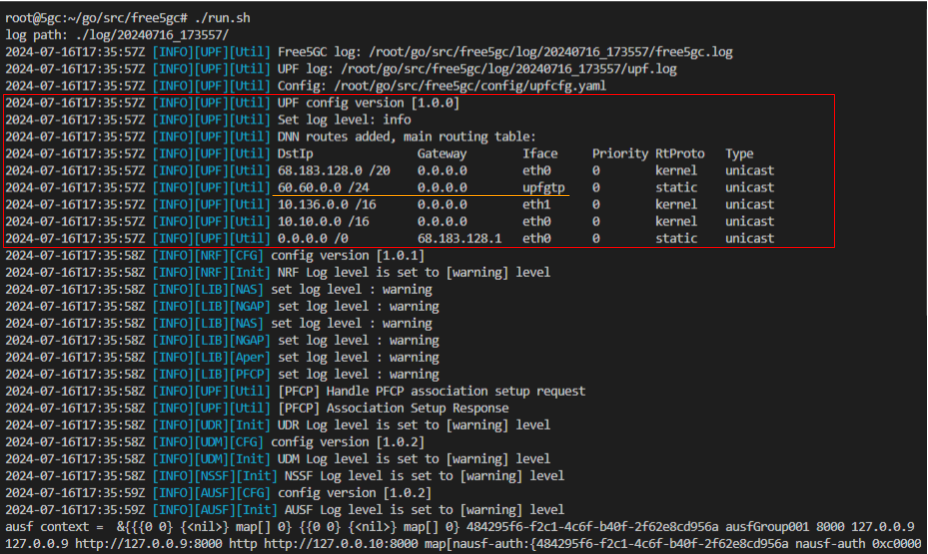 root@5gc:~/go/src/free5gc# ./run.sh
log path: ./log/20240716_173557/
2024-07-16T17:35:57Z [INFO][UPF][Util] Free5GC log: /root/go/src/free5gc/log/20240716_173557/free5gc.log
2024-07-16T17:35:57Z [INFO][UPF][Util] UPF log: /root/go/src/free5gc/log/20240716_173557/upf.log
2024-07-16T17:35:57Z [INFO][UPF][Util] Config: /root/go/src/free5gc/config/upfcfg.yaml
2024-07-16T17:35:57Z [INFO][UPF][Util] UPF config version [1.0.0]
2024-07-16T17:35:57Z [INFO][UPF][Util] Set log level: info
2024-07-16T17:35:57Z [INFO][UPF][Util] DNN routes added, main routing table:
2024-07-16T17:35:57Z [INFO][UPF][Util] DstIp Gateway Iface Priority RtProto Type
2024-07-16T17:35:57Z [INFO][UPF][Util] 68.183.128.0 /20 0.0.0.0 eth0 0 kernel unicast
2024-07-16T17:35:57Z [INFO][UPF][Util] 60.60.0.0 /24 0.0.0.0 upfgtp 0 static unicast
2024-07-16T17:35:57Z [INFO][UPF][Util] 10.136.0.0 /16 0.0.0.0 eth1 0 kernel unicast
2024-07-16T17:35:57Z [INFO][UPF][Util] 10.10.0.0 /16 0.0.0.0 eth0 0 kernel unicast
2024-07-16T17:35:57Z [INFO][UPF][Util] 0.0.0.0 /0 68.183.128.1 eth0 0 static unicast
2024-07-16T17:35:58Z [INFO][NRF][CFG] config version [1.0.1]
2024-07-16T17:35:58Z [INFO][NRF][Init] NRF Log level is set to [warning] level
2024-07-16T17:35:58Z [INFO][LIB][NAS] set log level : warning
2024-07-16T17:35:58Z [INFO][LIB][NGAP] set log level : warning
2024-07-16T17:35:58Z [INFO][LIB][NAS] set log level : warning
2024-07-16T17:35:58Z [INFO][LIB][NGAP] set log level : warning
2024-07-16T17:35:58Z [INFO][LIB][Aper] set log level : warning
2024-07-16T17:35:58Z [INFO][LIB][PFCP] set log level : warning
2024-07-16T17:35:58Z [INFO][UPF][Util] [PFCP] Handle PFCP association setup request
2024-07-16T17:35:58Z [INFO][UPF][Util] [PFCP] Association Setup Response
2024-07-16T17:35:58Z [INFO][UDR][Init] UDR Log level is set to [warning] level
2024-07-16T17:35:58Z [INFO][UDM][CFG] config version [1.0.2]
2024-07-16T17:35:58Z [INFO][UDM][Init] UDM Log level is set to [warning] level
2024-07-16T17:35:58Z [INFO][NSSF][Init] NSSF Log level is set to [warning] level
2024-07-16T17:35:59Z [INFO][AUSF][CFG] config version [1.0.2]
2024-07-16T17:35:59Z [INFO][AUSF][Init] AUSF Log level is set to [warning] level
ausf context =  &{{{0 0} {<nil>} map[] 0} {{0 0} {<nil>} map[] 0} 484295f6-f2c1-4c6f-b40f-2f62e8cd956a ausfGroup001 8000 127.0.0.9
127.0.0.9 http://127.0.0.9:8000 http http://127.0.0.10:8000 map[nausf-auth:{484295f6-f2c1-4c6f-b40f-2f62e8cd956a nausf-auth 0xc0000